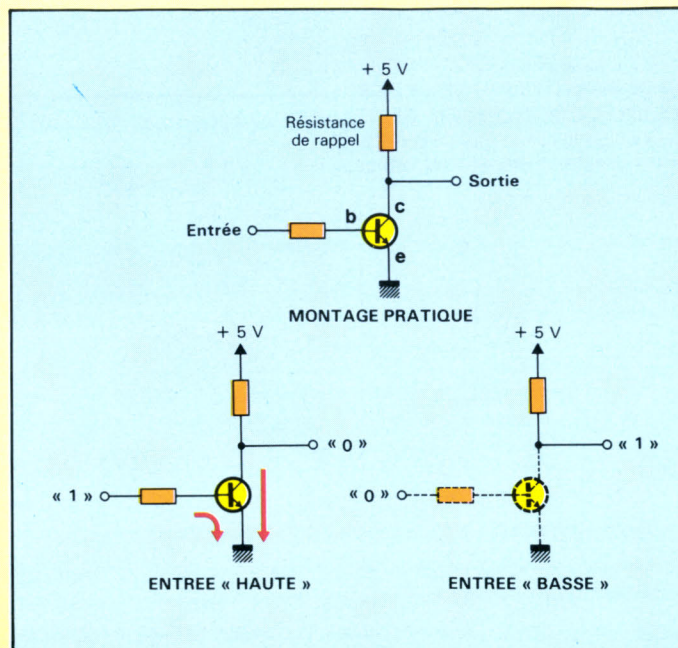 + 5 V
Résistance
de rappel
Sortie
c
b
Entrée
e
MONTAGE PRATIQUE
+ 5 V
+ 5 V
« 0 »
« 1 »
« 1 »
« 0 »
ENTREE « HAUTE »
ENTREE « BASSE »